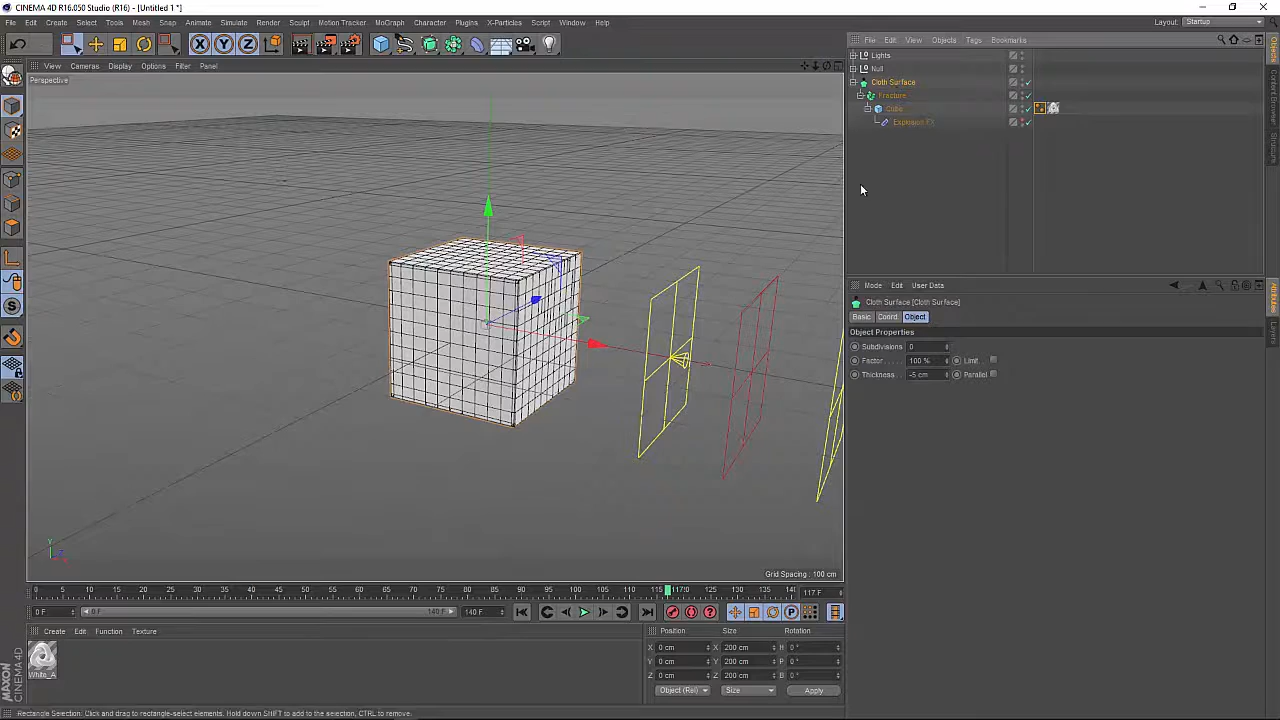 CINEMA 4D R16.050 Studio (R16) - [Untitled 1 *]
File Edit Create Select Tools Mesh Snap Animate Simulate Render Sculpt Motion Tracker MoGraph Character Plugins X-Particles Script Window Help
Layout: Startup
X Y Z
File Edit View Objects Tags Bookmarks
View Cameras Display Options Filter Panel
Perspective
Lights
Null
Cloth Surface
Fracture
Cube
Explosion F
Objects
Content Browser
Structure
Mode Edit User Data
Cloth Surface [Cloth Surface]
Basic Coord Object
Object Properties
Subdivisions 0
Factor 100 % Limit
Thickness -5 cm Parallel
Attributes
Layers
Y
Grid Spacing : 100 cm
0 5 10 15 20 25 30 35 40 45 50 55 60 65 70 75 80 85 90 95 100 105 110 115 1170 125 130 135 140
117 F
0 F 0 F 140 F 140 F
Create Edit Function Texture
White_A
Position Size Rotation
X 0 cm X 200 cm H 0 °
Y 0 cm Y 200 cm P 0 °
Z 0 cm Z 200 cm B 0 °
Object (Rel) Size Apply
MAXON
CINEMA 4D
Rectangle Selection: Click and drag to rectangle-select elements. Hold down SHIFT to add to the selection, CTRL to remove.